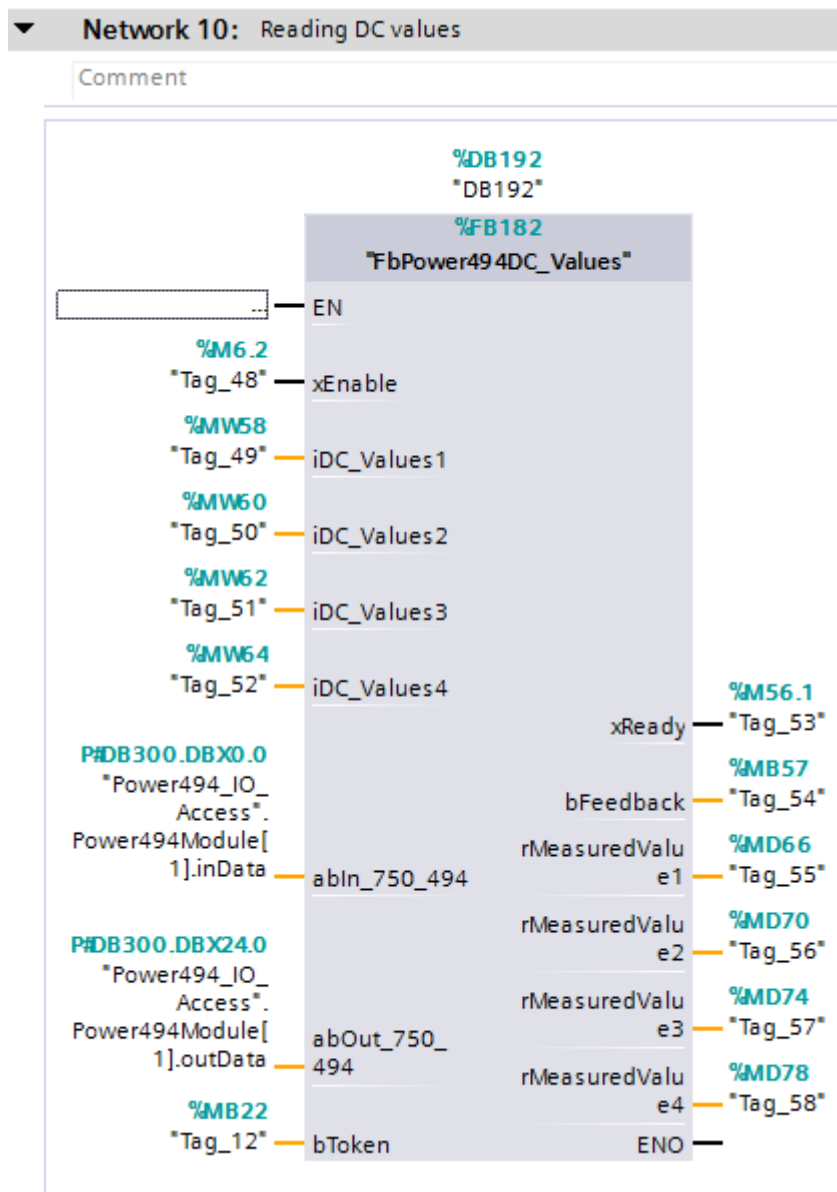 Network 10: Reading DC values
Comment
%DB192
"DB192"
%FB182
"FbPower494DC_Values"
... EN
%M6.2
"Tag_48" xEnable
%MW58
"Tag_49" iDC_Values1
%MW60
"Tag_50" iDC_Values2
%MW62
"Tag_51" iDC_Values3
%MW64
"Tag_52" iDC_Values4
%M56.1
xReady "Tag_53"
P#DB300.DBX0.0
"Power494_IO_
Access".
Power494Module[
1].inData abIn_750_494
%MB57
bFeedback "Tag_54"
rMeasuredValu %MD66
e1 "Tag_55"
rMeasuredValu %MD70
e2 "Tag_56"
P#DB300.DBX24.0
"Power494_IO_
Access".
Power494Module[
1].outData abOut_750_
494
rMeasuredValu %MD74
e3 "Tag_57"
rMeasuredValu %MD78
e4 "Tag_58"
%MB22
"Tag_12" bToken ENO